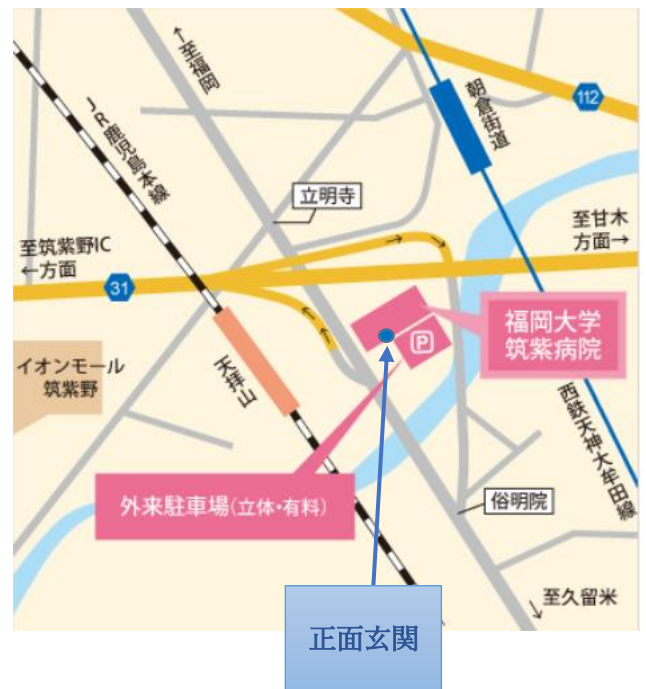 ↑至福岡
JR鹿児島本線
朝倉街道
112
立明寺
至筑紫野IC
←方面
31
至甘木
方面→
福岡大学
筑紫病院
P
イオンモール
筑紫野
天拝山
西鉄天神大牟田線
外来駐車場(立体・有料)
俗明院
至久留米
正面玄関